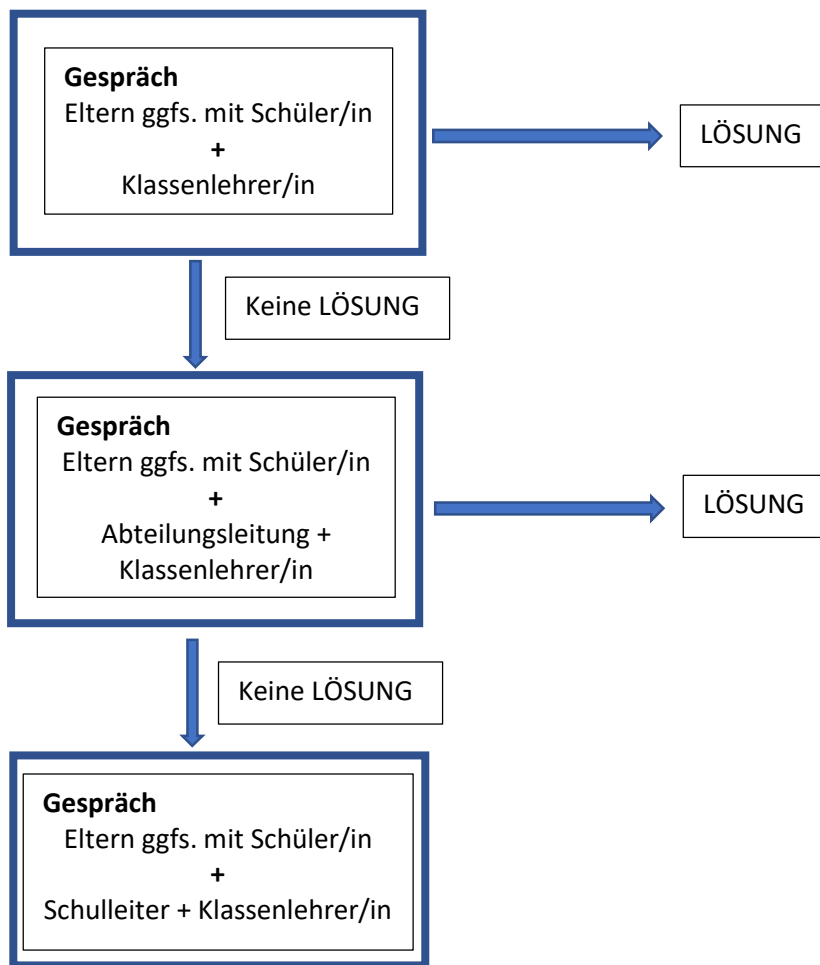 Gespräch
Eltern ggfs. mit Schüler/in
+
Klassenlehrer/in
LÖSUNG
Keine LÖSUNG
Gespräch
Eltern ggfs. mit Schüler/in
+
Abteilungsleitung +
Klassenlehrer/in
LÖSUNG
Keine LÖSUNG
Gespräch
Eltern ggfs. mit Schüler/in
+
Schulleiter + Klassenlehrer/in